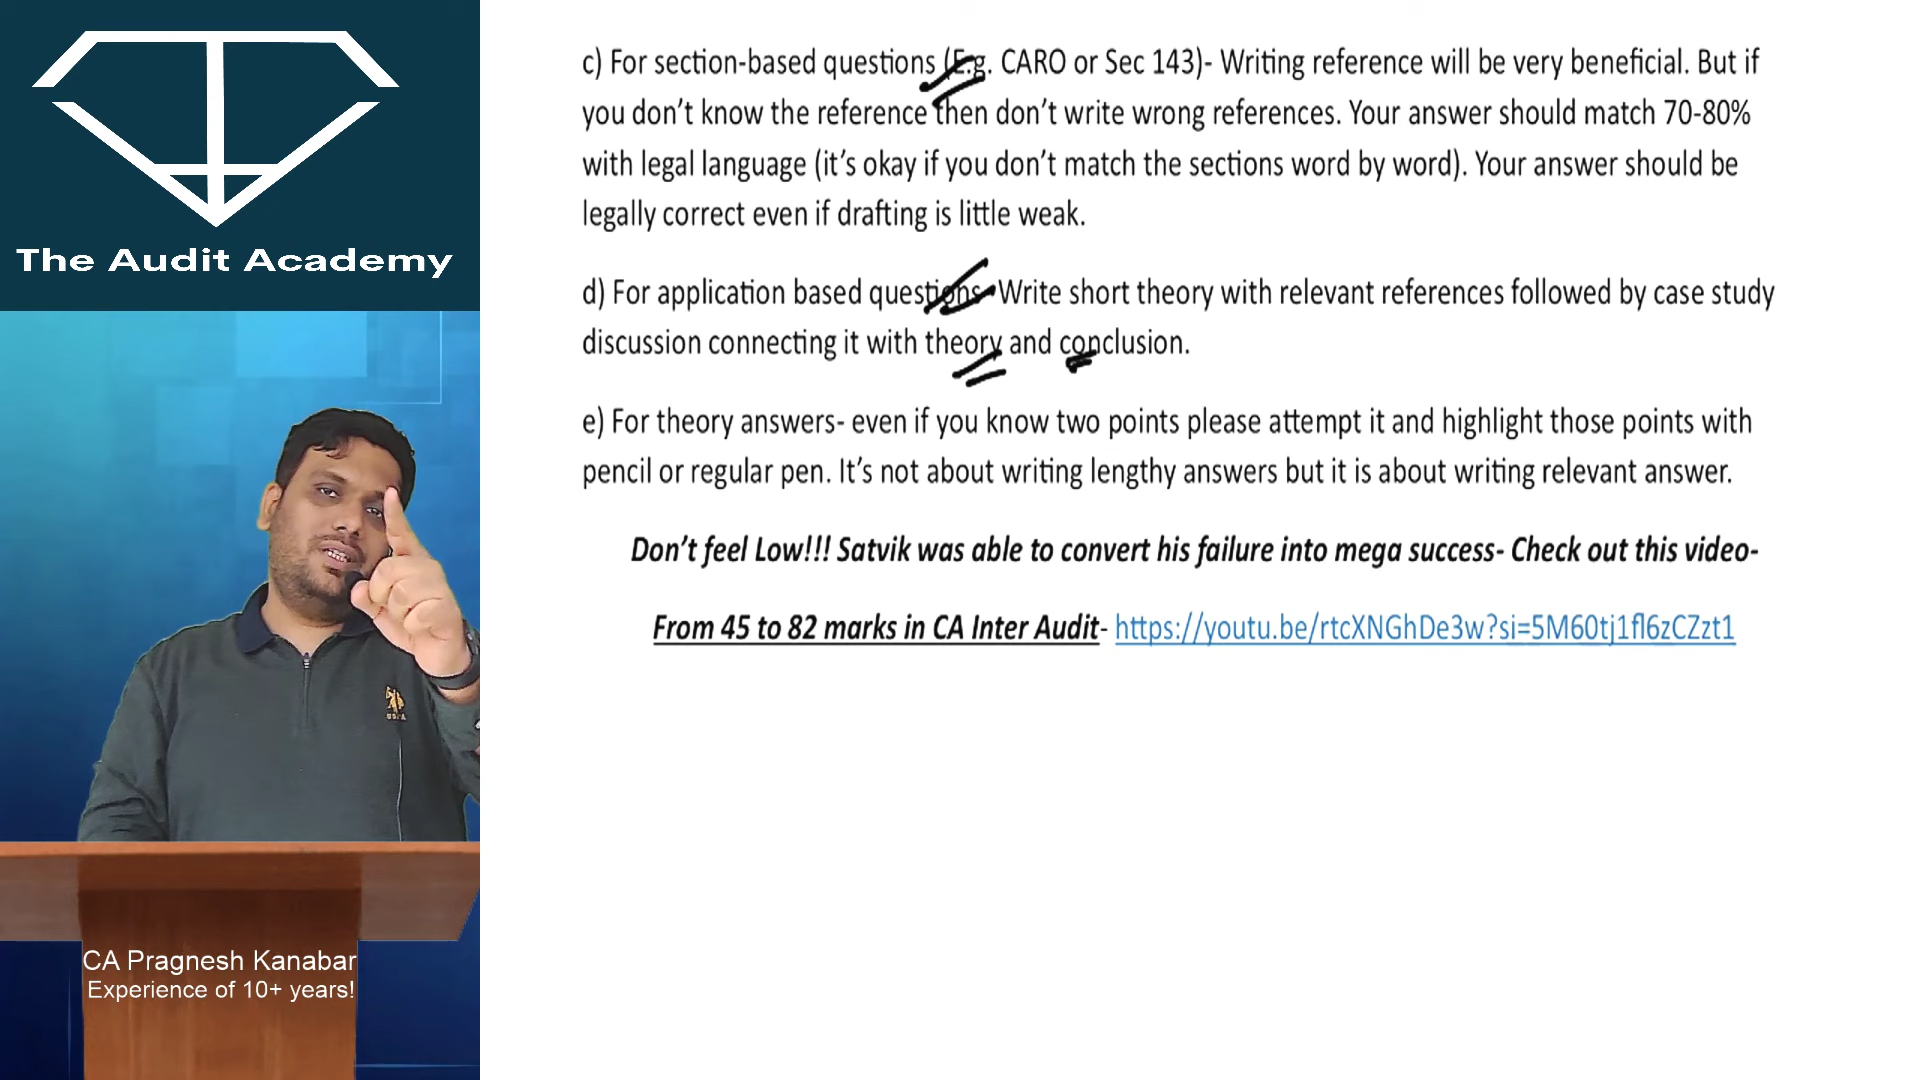 The Audit Academy
c) For section-based questions (E.g. CARO or Sec 143)- Writing reference will be very beneficial. But if
you don’t know the reference then don’t write wrong references. Your answer should match 70-80%
with legal language (it’s okay if you don’t match the sections word by word). Your answer should be
legally correct even if drafting is little weak.
d) For application based questions- Write short theory with relevant references followed by case study
discussion connecting it with theory and conclusion.
e) For theory answers- even if you know two points please attempt it and highlight those points with
pencil or regular pen. It’s not about writing lengthy answers but it is about writing relevant answer.
Don’t feel Low!!! Satvik was able to convert his failure into mega success- Check out this video-
From 45 to 82 marks in CA Inter Audit- https://youtu.be/rtcXNGhDe3w?si=5M60tj1fl6zCZzt1
CA Pragnesh Kanabar
Experience of 10+ years!